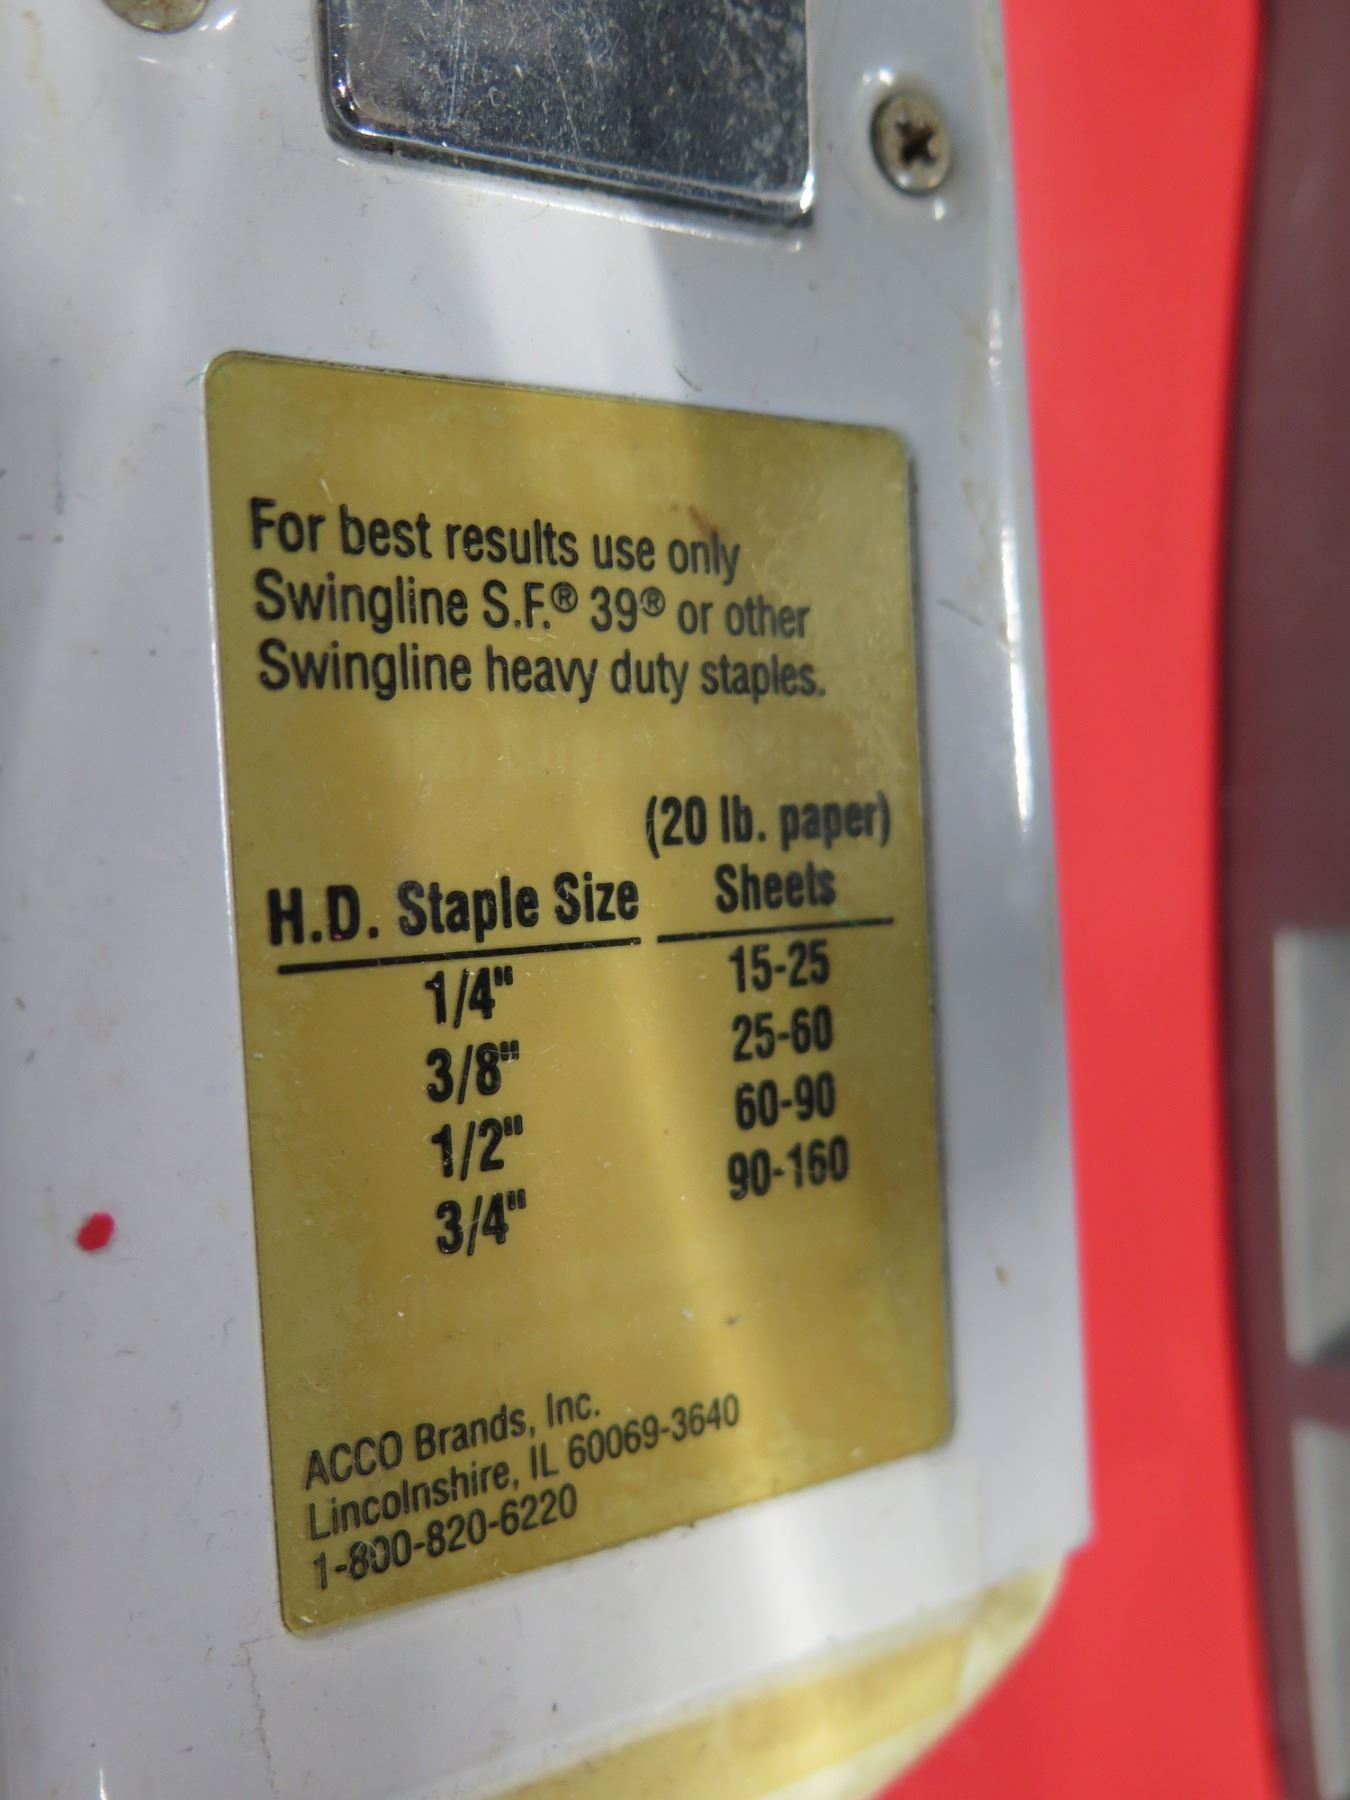 For best results use only
Swingline S.F.® 39® or other
Swingline heavy duty staples.
(20 lb. paper)
H.D. Staple Size Sheets
1/4" 15-25
3/8" 25-60
1/2" 60-90
3/4" 90-160
ACCO Brands, Inc.
Lincolnshire, IL 60069-3640
1-800-820-6220